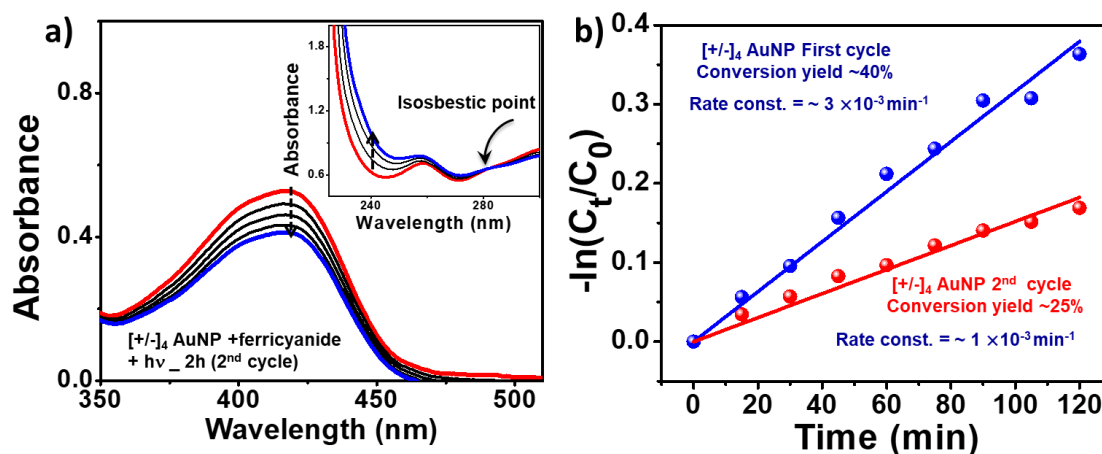 a)
Absorbance
0.8
0.4
0.0
350
400
450
500
Wavelength (nm)
[+/-]₄ AuNP +ferricyanide
+ hν _ 2h (2ⁿᵈ cycle)
Absorbance
1.8
1.2
0.6
240
260
280
Wavelength (nm)
Isosbestic point
b)
-ln(Cₜ/C₀)
0.4
0.3
0.2
0.1
0.0
0
20
40
60
80
100
120
Time (min)
[+/-]₄ AuNP First cycle
Conversion yield ~40%
Rate const. = ~ 3 ×10⁻³ min⁻¹
[+/-]₄ AuNP 2ⁿᵈ cycle
Conversion yield ~25%
Rate const. = ~ 1 ×10⁻³ min⁻¹